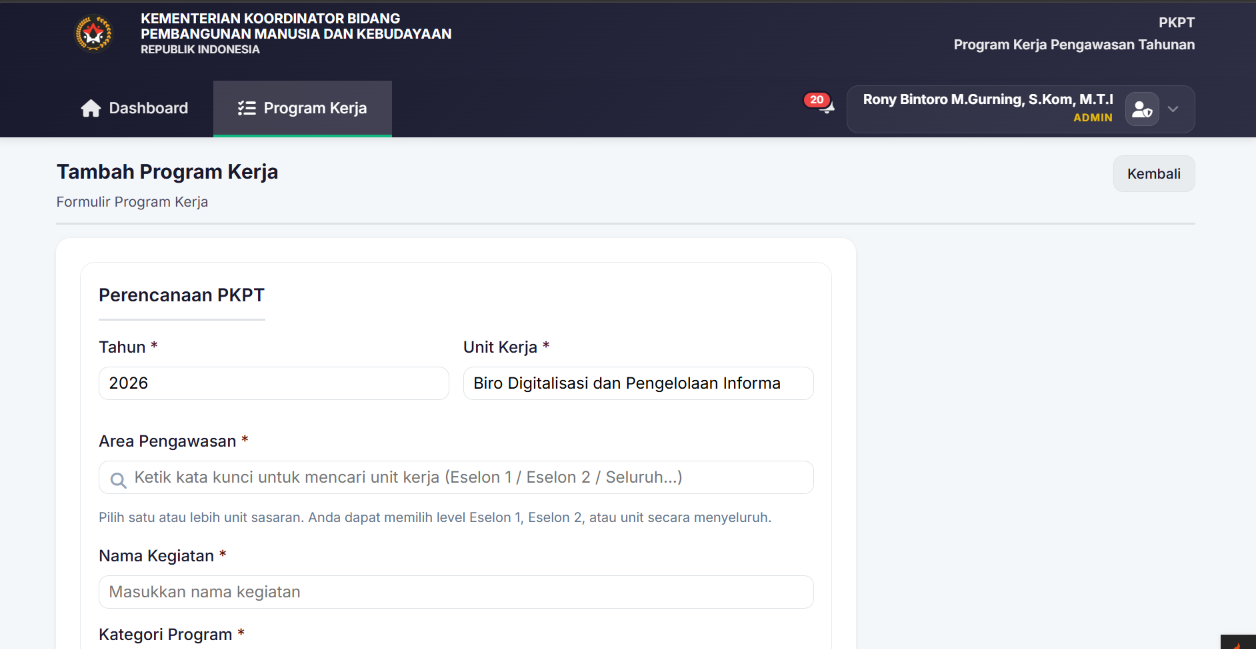 KEMENTERIAN KOORDINATOR BIDANG
PEMBANGUNAN MANUSIA DAN KEBUDAYAAN
REPUBLIK INDONESIA
PKPT
Program Kerja Pengawasan Tahunan
Dashboard
Program Kerja
20
Rony Bintoro M.Gurning, S.Kom, M.T.I
ADMIN
Tambah Program Kerja
Formulir Program Kerja
Kembali
Perencanaan PKPT
Tahun *
Unit Kerja *
2026
Biro Digitalisasi dan Pengelolaan Informa
Area Pengawasan *
Ketik kata kunci untuk mencari unit kerja (Eselon 1 / Eselon 2 / Seluruh...)
Pilih satu atau lebih unit sasaran. Anda dapat memilih level Eselon 1, Eselon 2, atau unit secara menyeluruh.
Nama Kegiatan *
Masukkan nama kegiatan
Kategori Program *